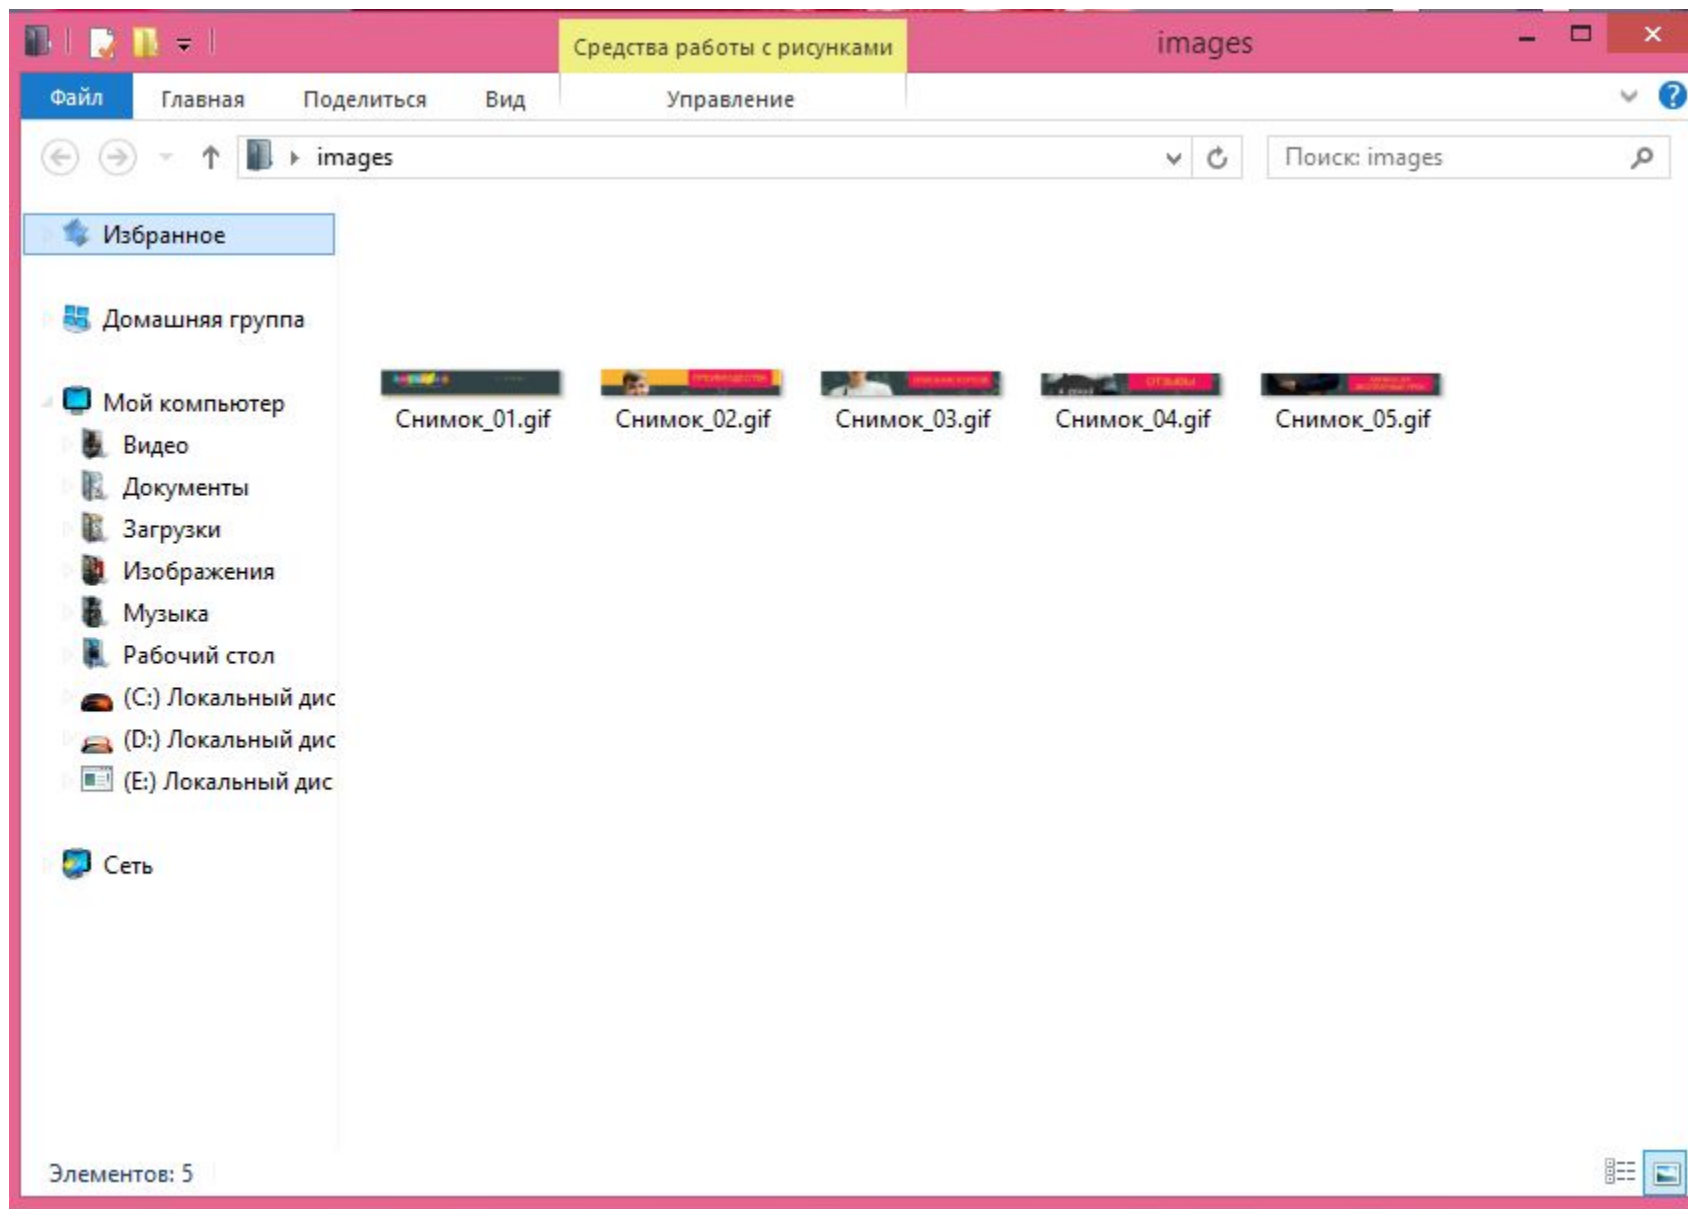 Средства работы с рисунками
images
Файл
Главная
Поделиться
Вид
Управление
images
Поиск: images
Избранное
Домашняя группа
Мой компьютер
Видео
Документы
Загрузки
Изображения
Музыка
Рабочий стол
(C:) Локальный дис
(D:) Локальный дис
(E:) Локальный дис
Сеть
ПРЕИМУЩЕСТВА
ОТЗЫВЫ
Снимок_01.gif
Снимок_02.gif
Снимок_03.gif
Снимок_04.gif
Снимок_05.gif
Элементов: 5